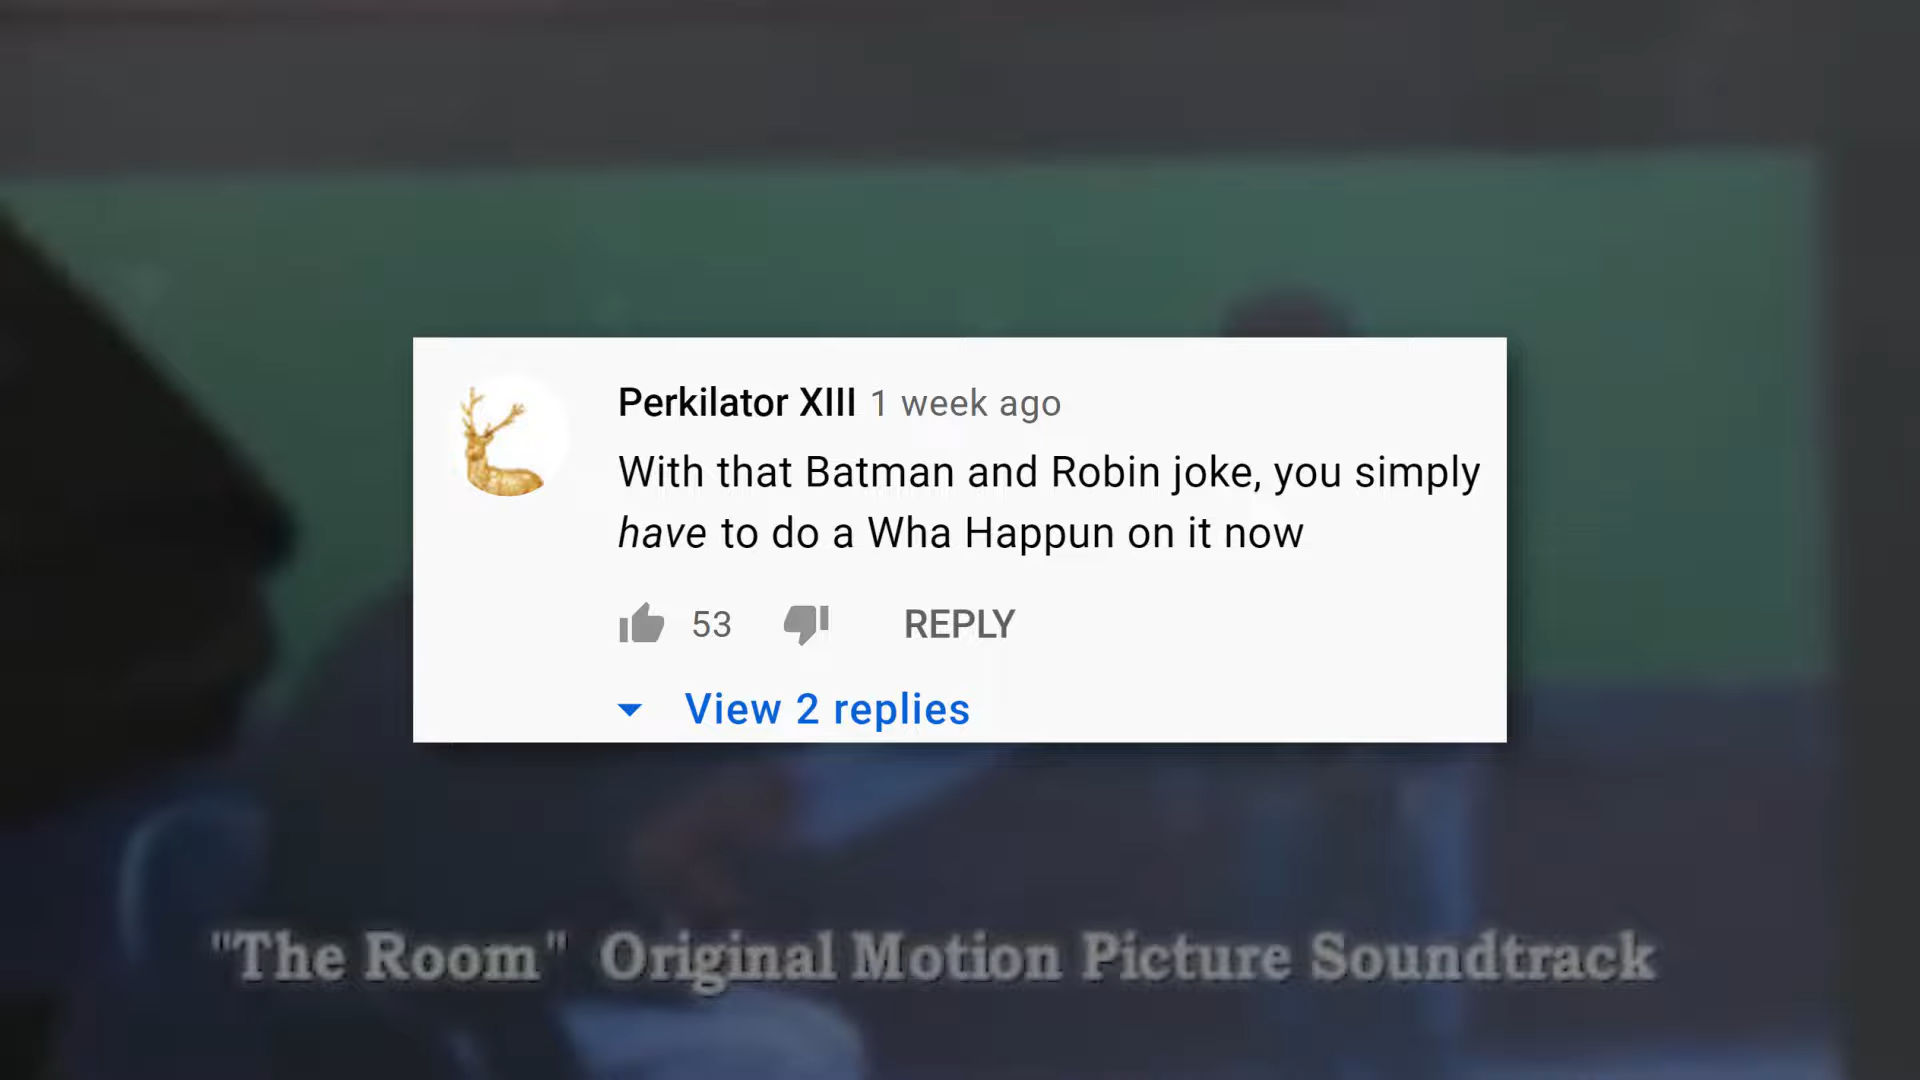 Perkilator XIII 1 week ago
With that Batman and Robin joke, you simply
have to do a Wha Happun on it now
53 REPLY
View 2 replies
"The Room" Original Motion Picture Soundtrack